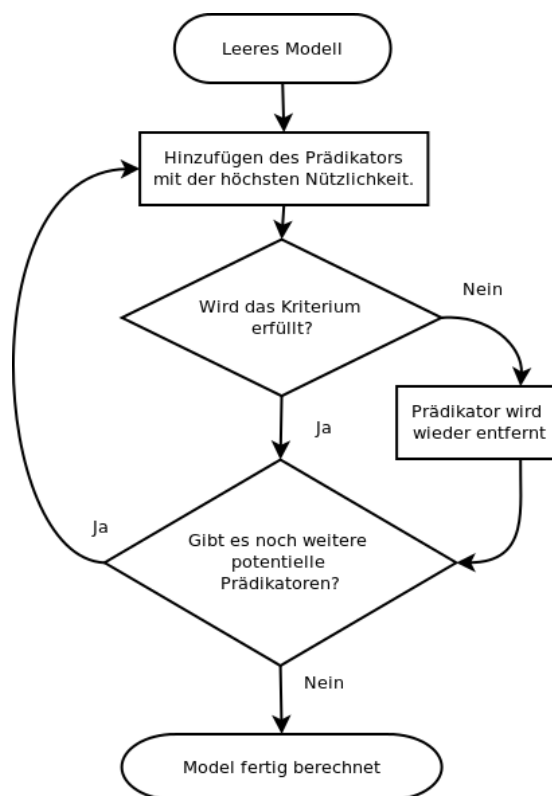 Leeres Modell
Hinzufügen des Prädikators
mit der höchsten Nützlichkeit.
Wird das Kriterium
erfüllt?
Nein
Prädikator wird
wieder entfernt
Ja
Ja
Gibt es noch weitere
potentielle
Prädikatoren?
Nein
Model fertig berechnet